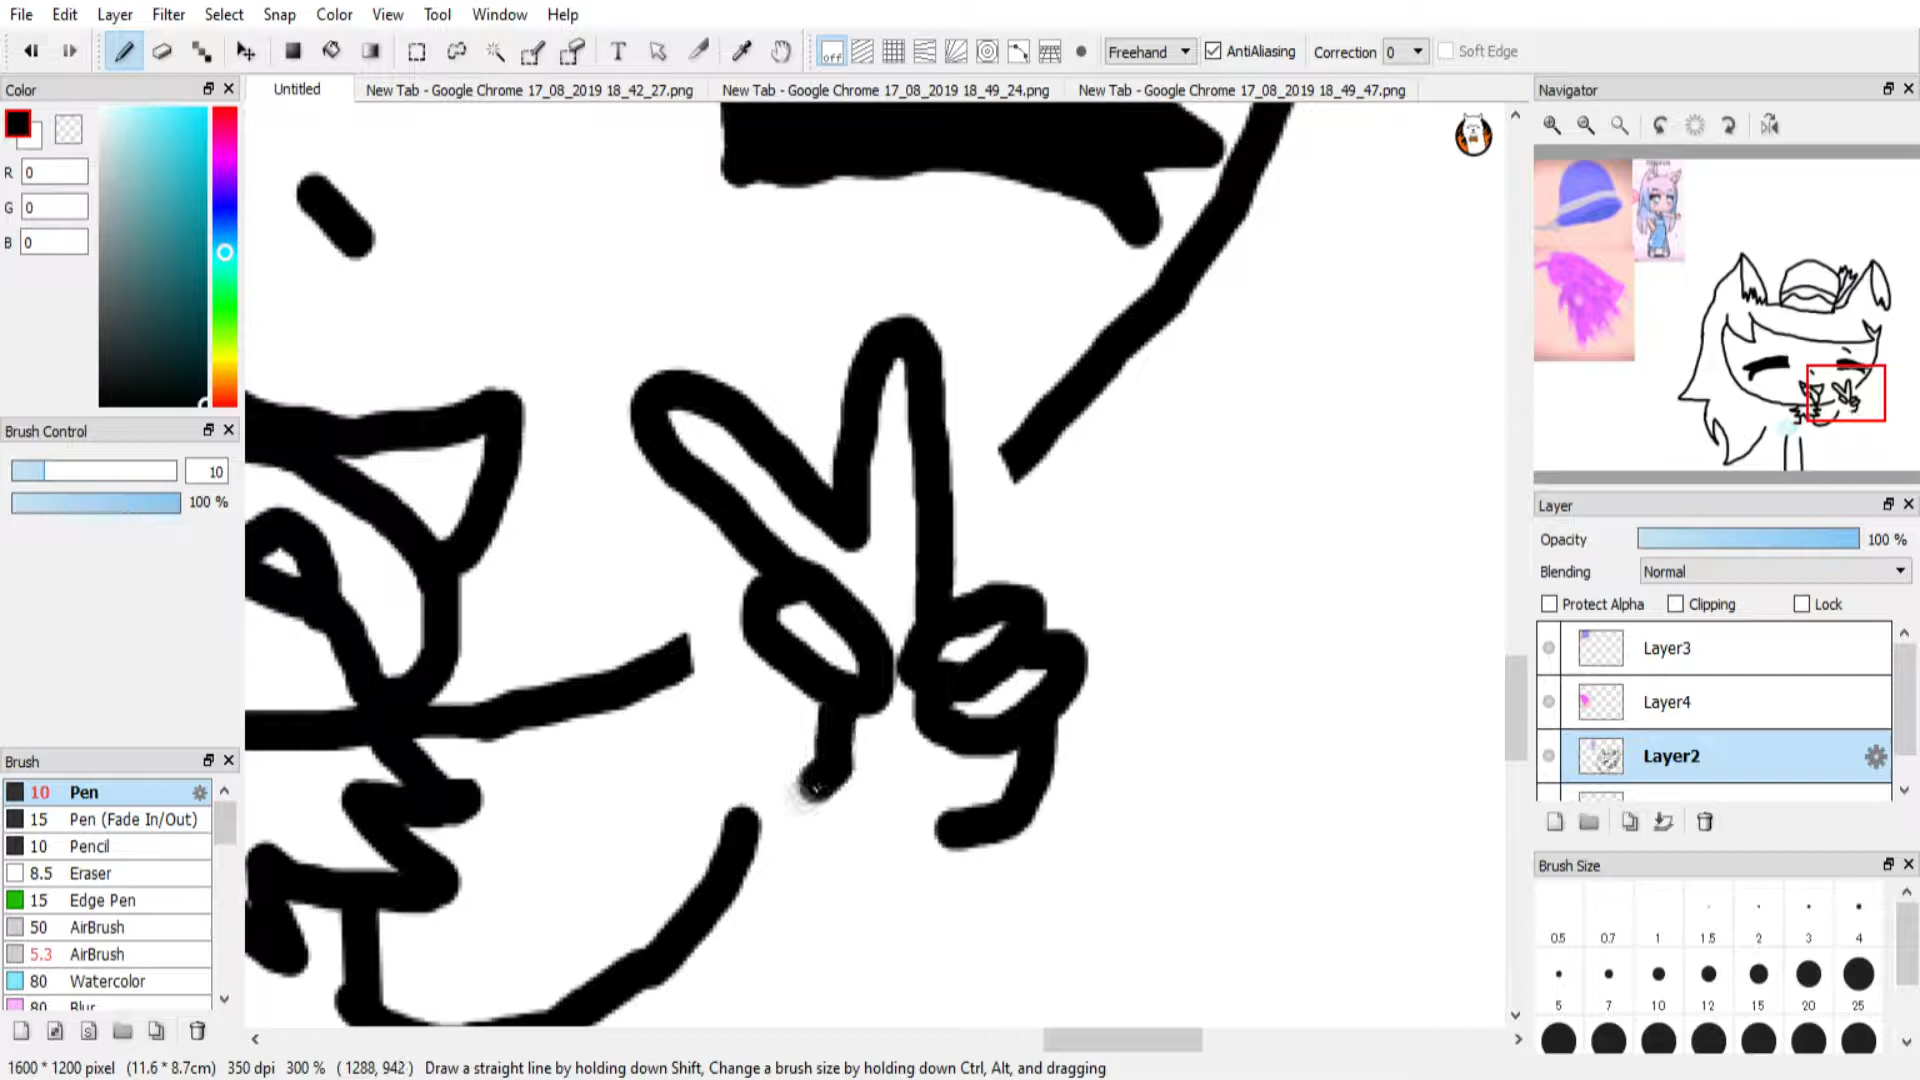 File Edit Layer Filter Select Snap Color View Tool Window Help
T off Freehand AntiAliasing Correction 0 Soft Edge
Color
Untitled New Tab - Google Chrome 17_08_2019 18_42_27.png New Tab - Google Chrome 17_08_2019 18_49_24.png New Tab - Google Chrome 17_08_2019 18_49_47.png
Navigator
R 0
G 0
B 0
Brush Control
10
100 %
Brush
10 Pen
15 Pen (Fade In/Out)
10 Pencil
8.5 Eraser
15 Edge Pen
50 AirBrush
5.3 AirBrush
80 Watercolor
80 Blur
Layer
Opacity 100 %
Blending Normal
Protect Alpha Clipping Lock
Layer3
Layer4
Layer2
Brush Size
0.5 0.7 1 1.5 2 3 4
5 7 10 12 15 20 25
1600 * 1200 pixel (11.6 * 8.7cm) 350 dpi 300 % ( 1288, 942 ) Draw a straight line by holding down Shift, Change a brush size by holding down Ctrl, Alt, and dragging